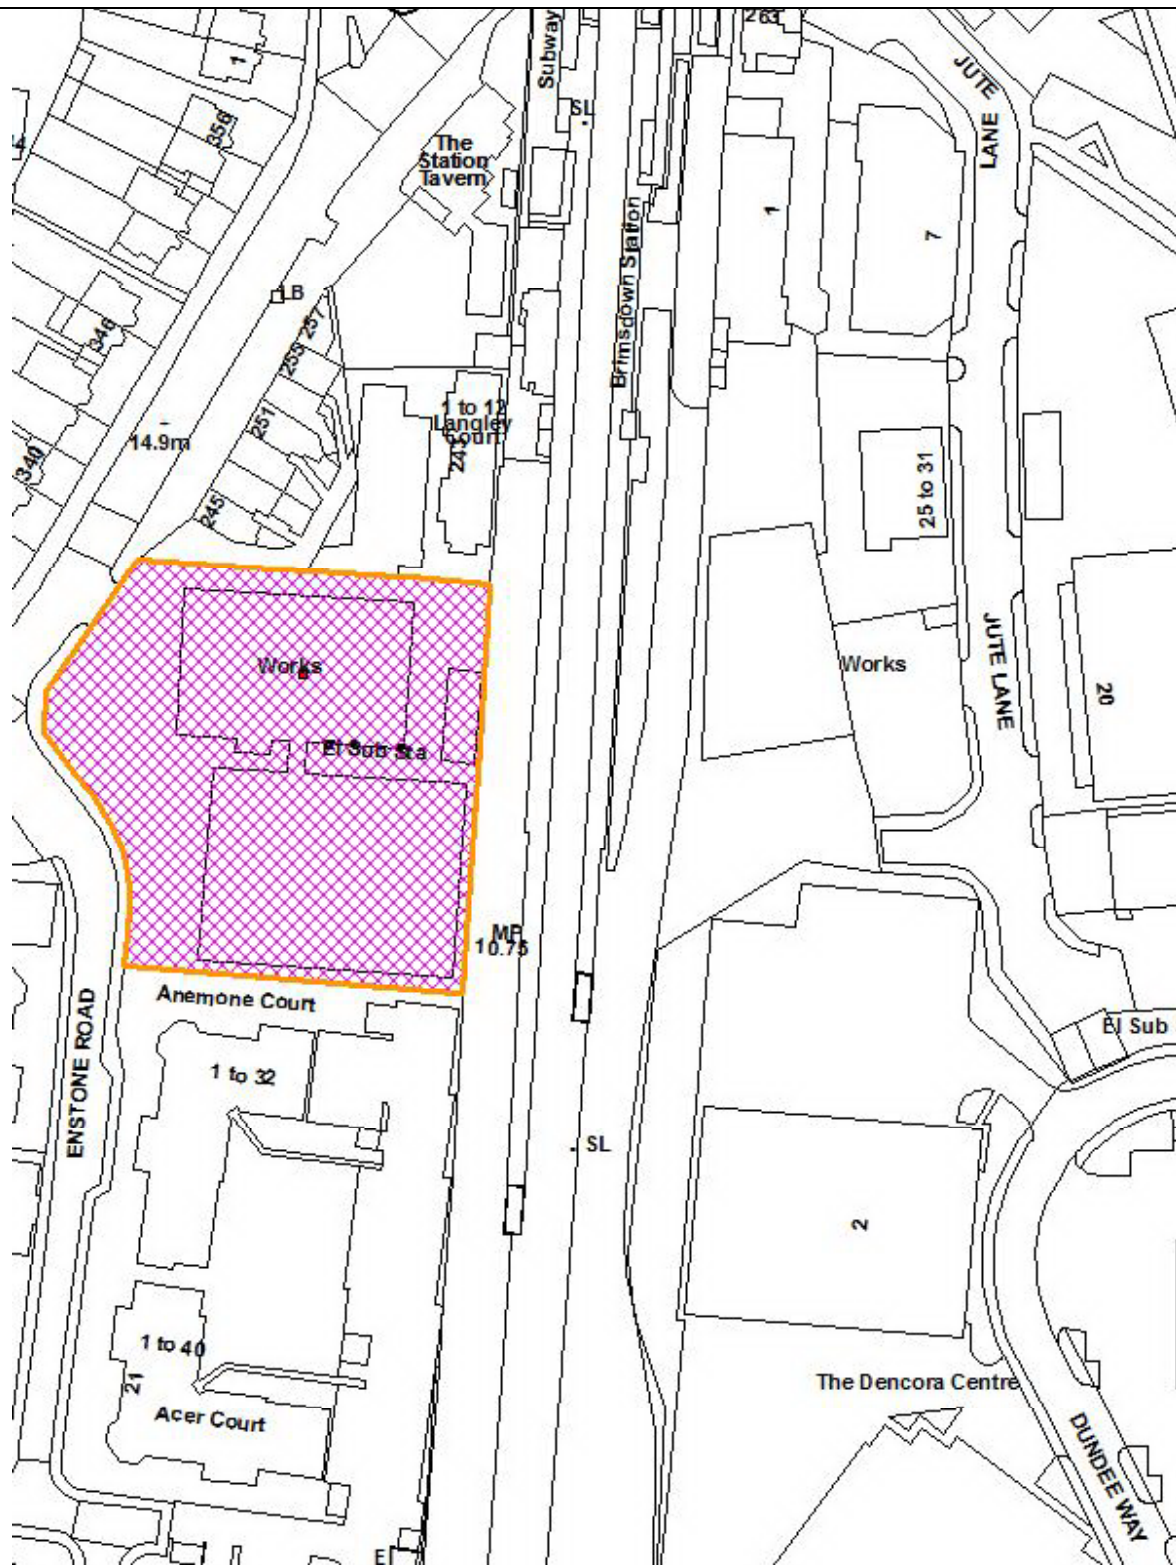 Subway
263
JUTE
LANE
1
356
SL
The
Station
Tavern
1
7
Brimsdown Station
LB
257
346
253
1 to 12
Langley
Court
251
243
14.9m
340
25 to 31
245
JUTE LANE
Works
Works
20
El Sub Sta
MP
10.75
Anemone Court
El Sub
ENSTONE ROAD
1 to 32
SL
2
1 to 40
21
The Dencora Centre
Acer Court
DUNDEE WAY
El